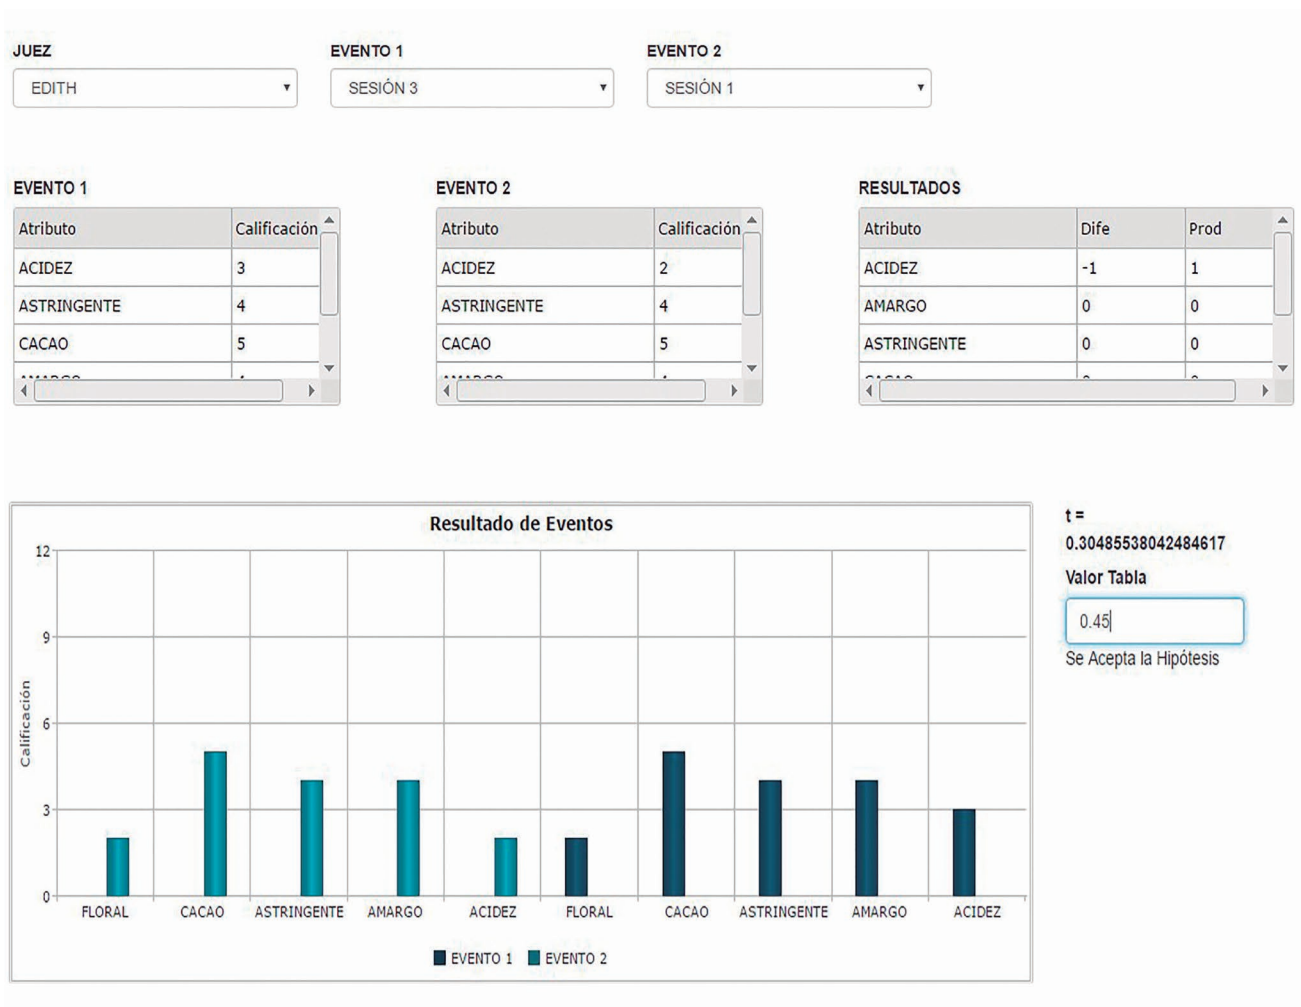 JUEZ EVENTO 1 EVENTO 2
EDITH SESIÓN 3 SESIÓN 1
EVENTO 1 EVENTO 2 RESULTADOS
Atributo Calificación Atributo Calificación Atributo Dife Prod
ACIDEZ 3 ACIDEZ 2 ACIDEZ -1 1
ASTRINGENTE 4 ASTRINGENTE 4 AMARGO 0 0
CACAO 5 CACAO 5 ASTRINGENTE 0 0
Resultado de Eventos
t =
0.30485538042484617
Valor Tabla
0.45
Se Acepta la Hipótesis
Calificación
12
9
6
3
0
FLORAL CACAO ASTRINGENTE AMARGO ACIDEZ FLORAL CACAO ASTRINGENTE AMARGO ACIDEZ
EVENTO 1 EVENTO 2